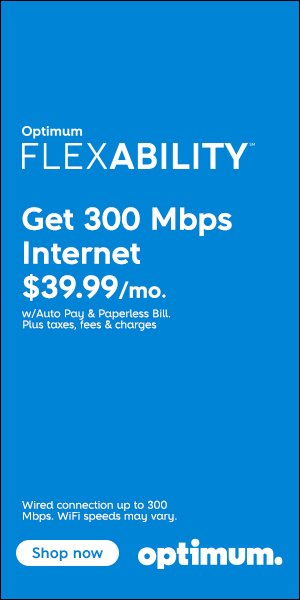 Optimum
FLEXABILITY℠
Get 300 Mbps
Internet
$39.99/mo.
w/Auto Pay & Paperless Bill.
Plus taxes, fees & charges
Wired connection up to 300
Mbps. WiFi speeds may vary.
Shop now
optimum.